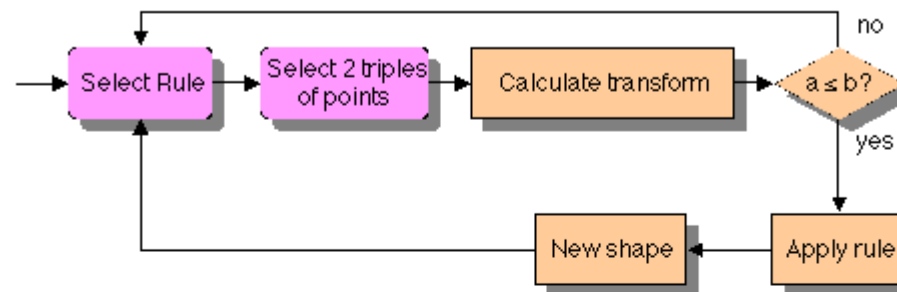 no
Select Rule
Select 2 triples
of points
Calculate transform
a ≤ b?
yes
New shape
Apply rule